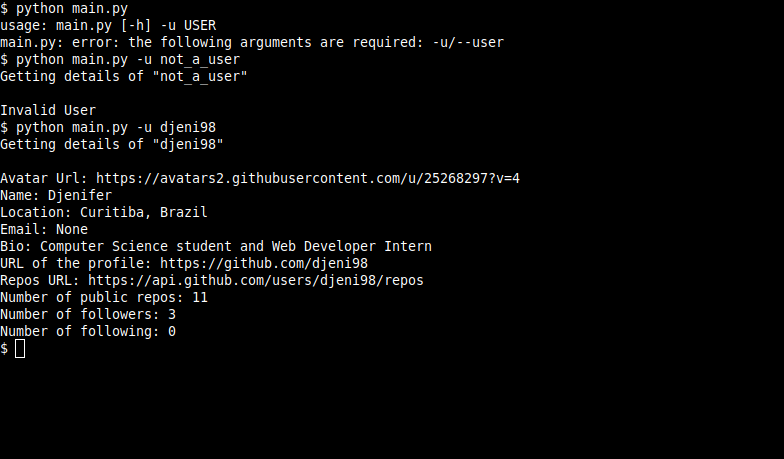 $ python main.py
usage: main.py [-h] -u USER
main.py: error: the following arguments are required: -u/--user
$ python main.py -u not_a_user
Getting details of "not_a_user"

Invalid User
$ python main.py -u djeni98
Getting details of "djeni98"

Avatar Url: https://avatars2.githubusercontent.com/u/25268297?v=4
Name: Djenifer
Location: Curitiba, Brazil
Email: None
Bio: Computer Science student and Web Developer Intern
URL of the profile: https://github.com/djeni98
Repos URL: https://api.github.com/users/djeni98/repos
Number of public repos: 11
Number of followers: 3
Number of following: 0
$